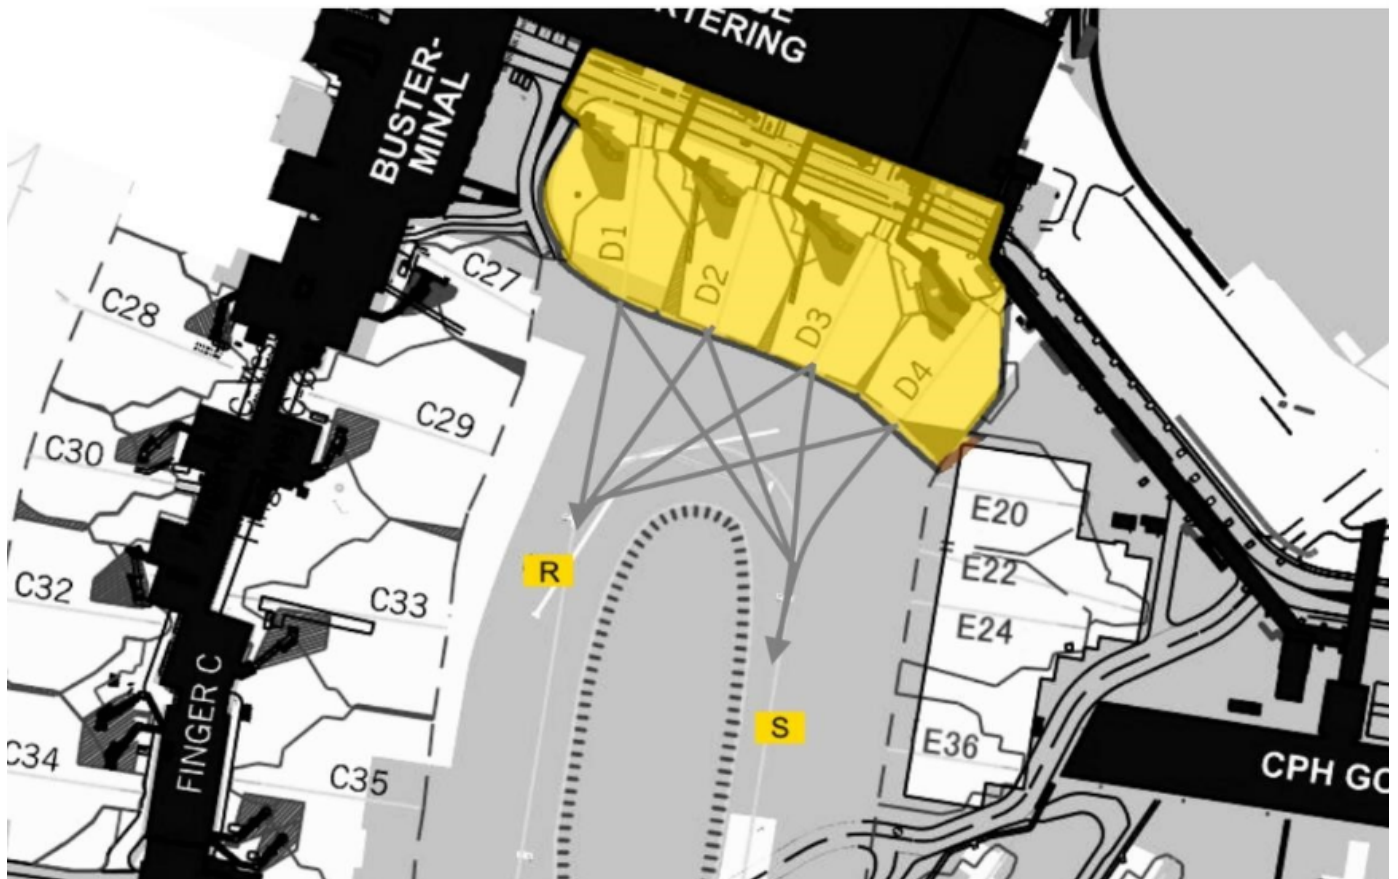 RTERING
BUSTER-
MINAL
D1
D2
D3
D4
C27
C28
C29
C30
C32
C33
C34
C35
E20
E22
E24
E36
R
S
FINGER C
CPH GO